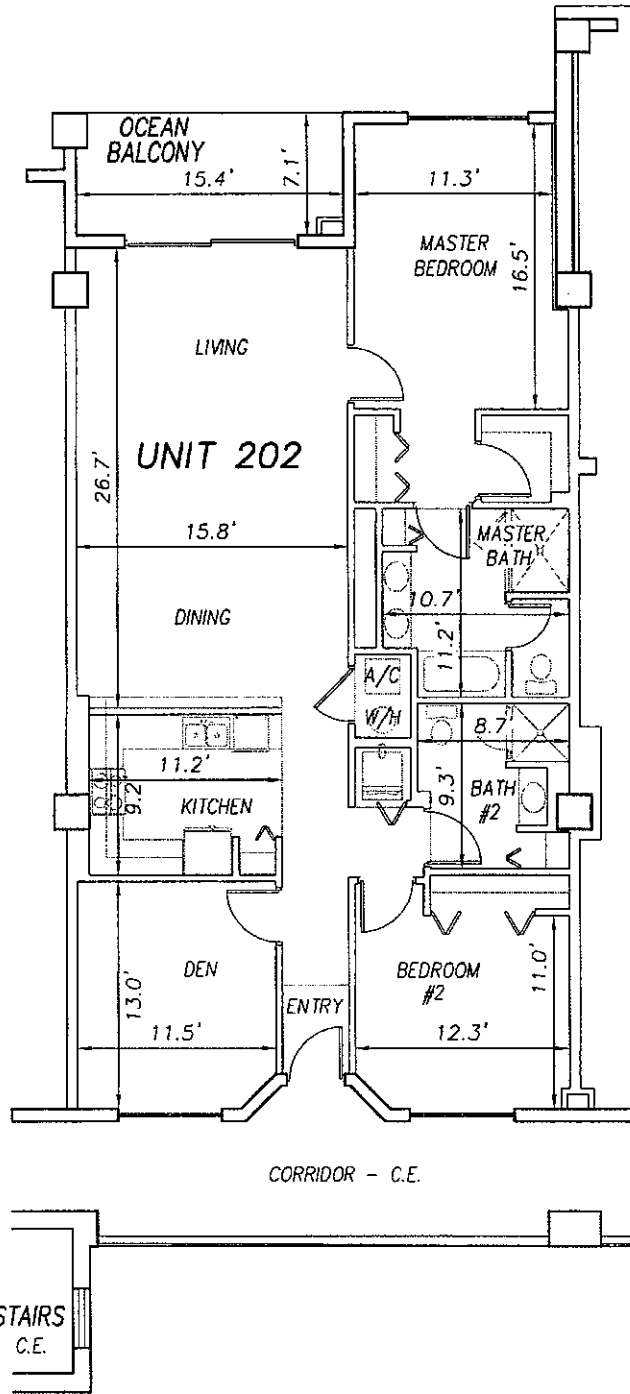 OCEAN
BALCONY
15.4'
7.1'
11.3'
MASTER
BEDROOM
16.5'
LIVING
UNIT 202
26.7'
15.8'
MASTER
BATH
10.7'
11.2'
DINING
A/C
W/H
8.7'
11.2'
9.2'
KITCHEN
9.3'
BATH
#2
DEN
13.0'
11.5'
ENTRY
BEDROOM
#2
11.0'
12.3'
CORRIDOR - C.E.
STAIRS
C.E.